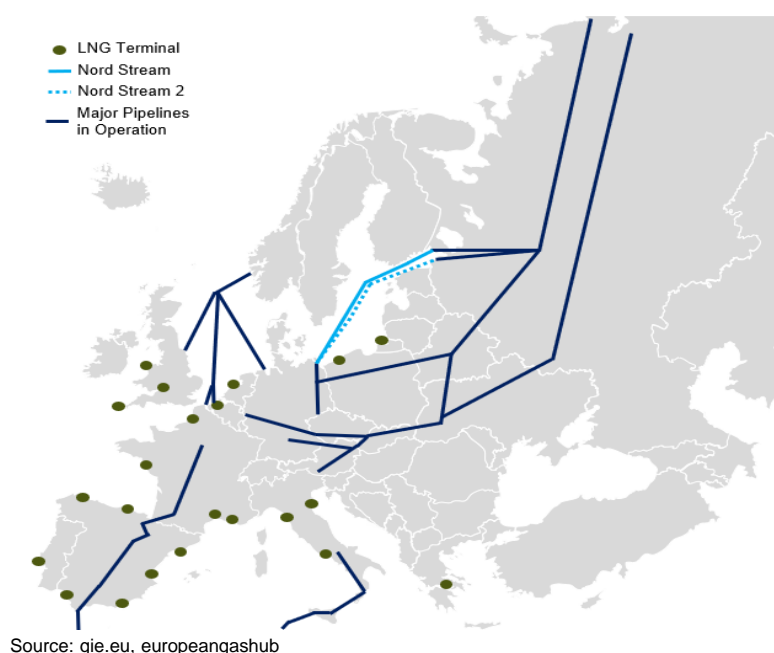 LNG Terminal
Nord Stream
Nord Stream 2
Major Pipelines
in Operation
Source: gie.eu, europeangashub